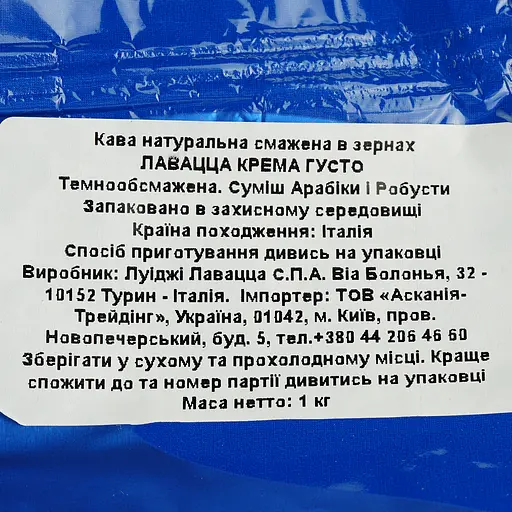 Кава натуральна смажена в зернах
ЛАВАЦЦА КРЕМА ГУСТО
Темнообсмажена. Суміш Арабіки і Робусти
Запаковано в захисному середовищі
Країна походження: Італія
Спосіб приготування дивись на упаковці
Виробник: Луіджі Лавацца С.П.А. Віа Болонья, 32 -
10152 Турин - Італія. Імпортер: ТОВ «Асканія-
Трейдінг», Україна, 01042, м. Київ, пров.
Новопечерський, буд. 5, тел.+380 44 206 46 60
Зберігати у сухому та прохолодному місці. Краще
спожити до та номер партії дивитись на упаковці
Маса нетто: 1 кг